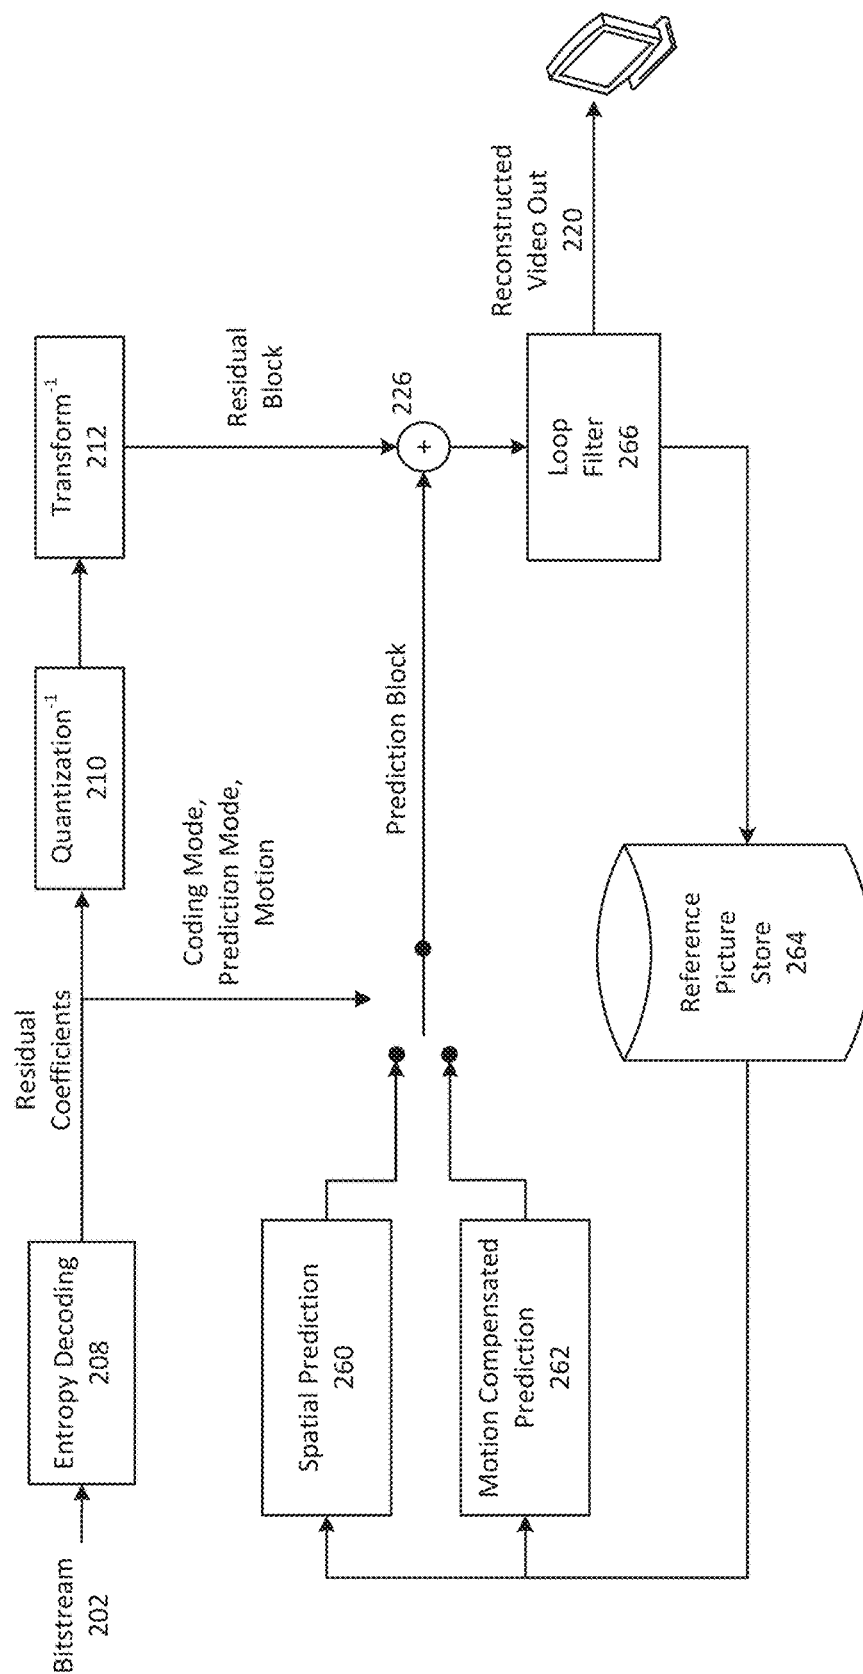 Bitstream
202
Entropy Decoding
208
Residual
Coefficients
Quantization⁻¹
210
Transform⁻¹
212
Coding Mode,
Prediction Mode,
Motion
Residual
Block
Spatial Prediction
260
Motion Compensated
Prediction
262
Prediction Block
226
+
Loop
Filter
266
Reconstructed
Video Out
220
Reference
Picture
Store
264